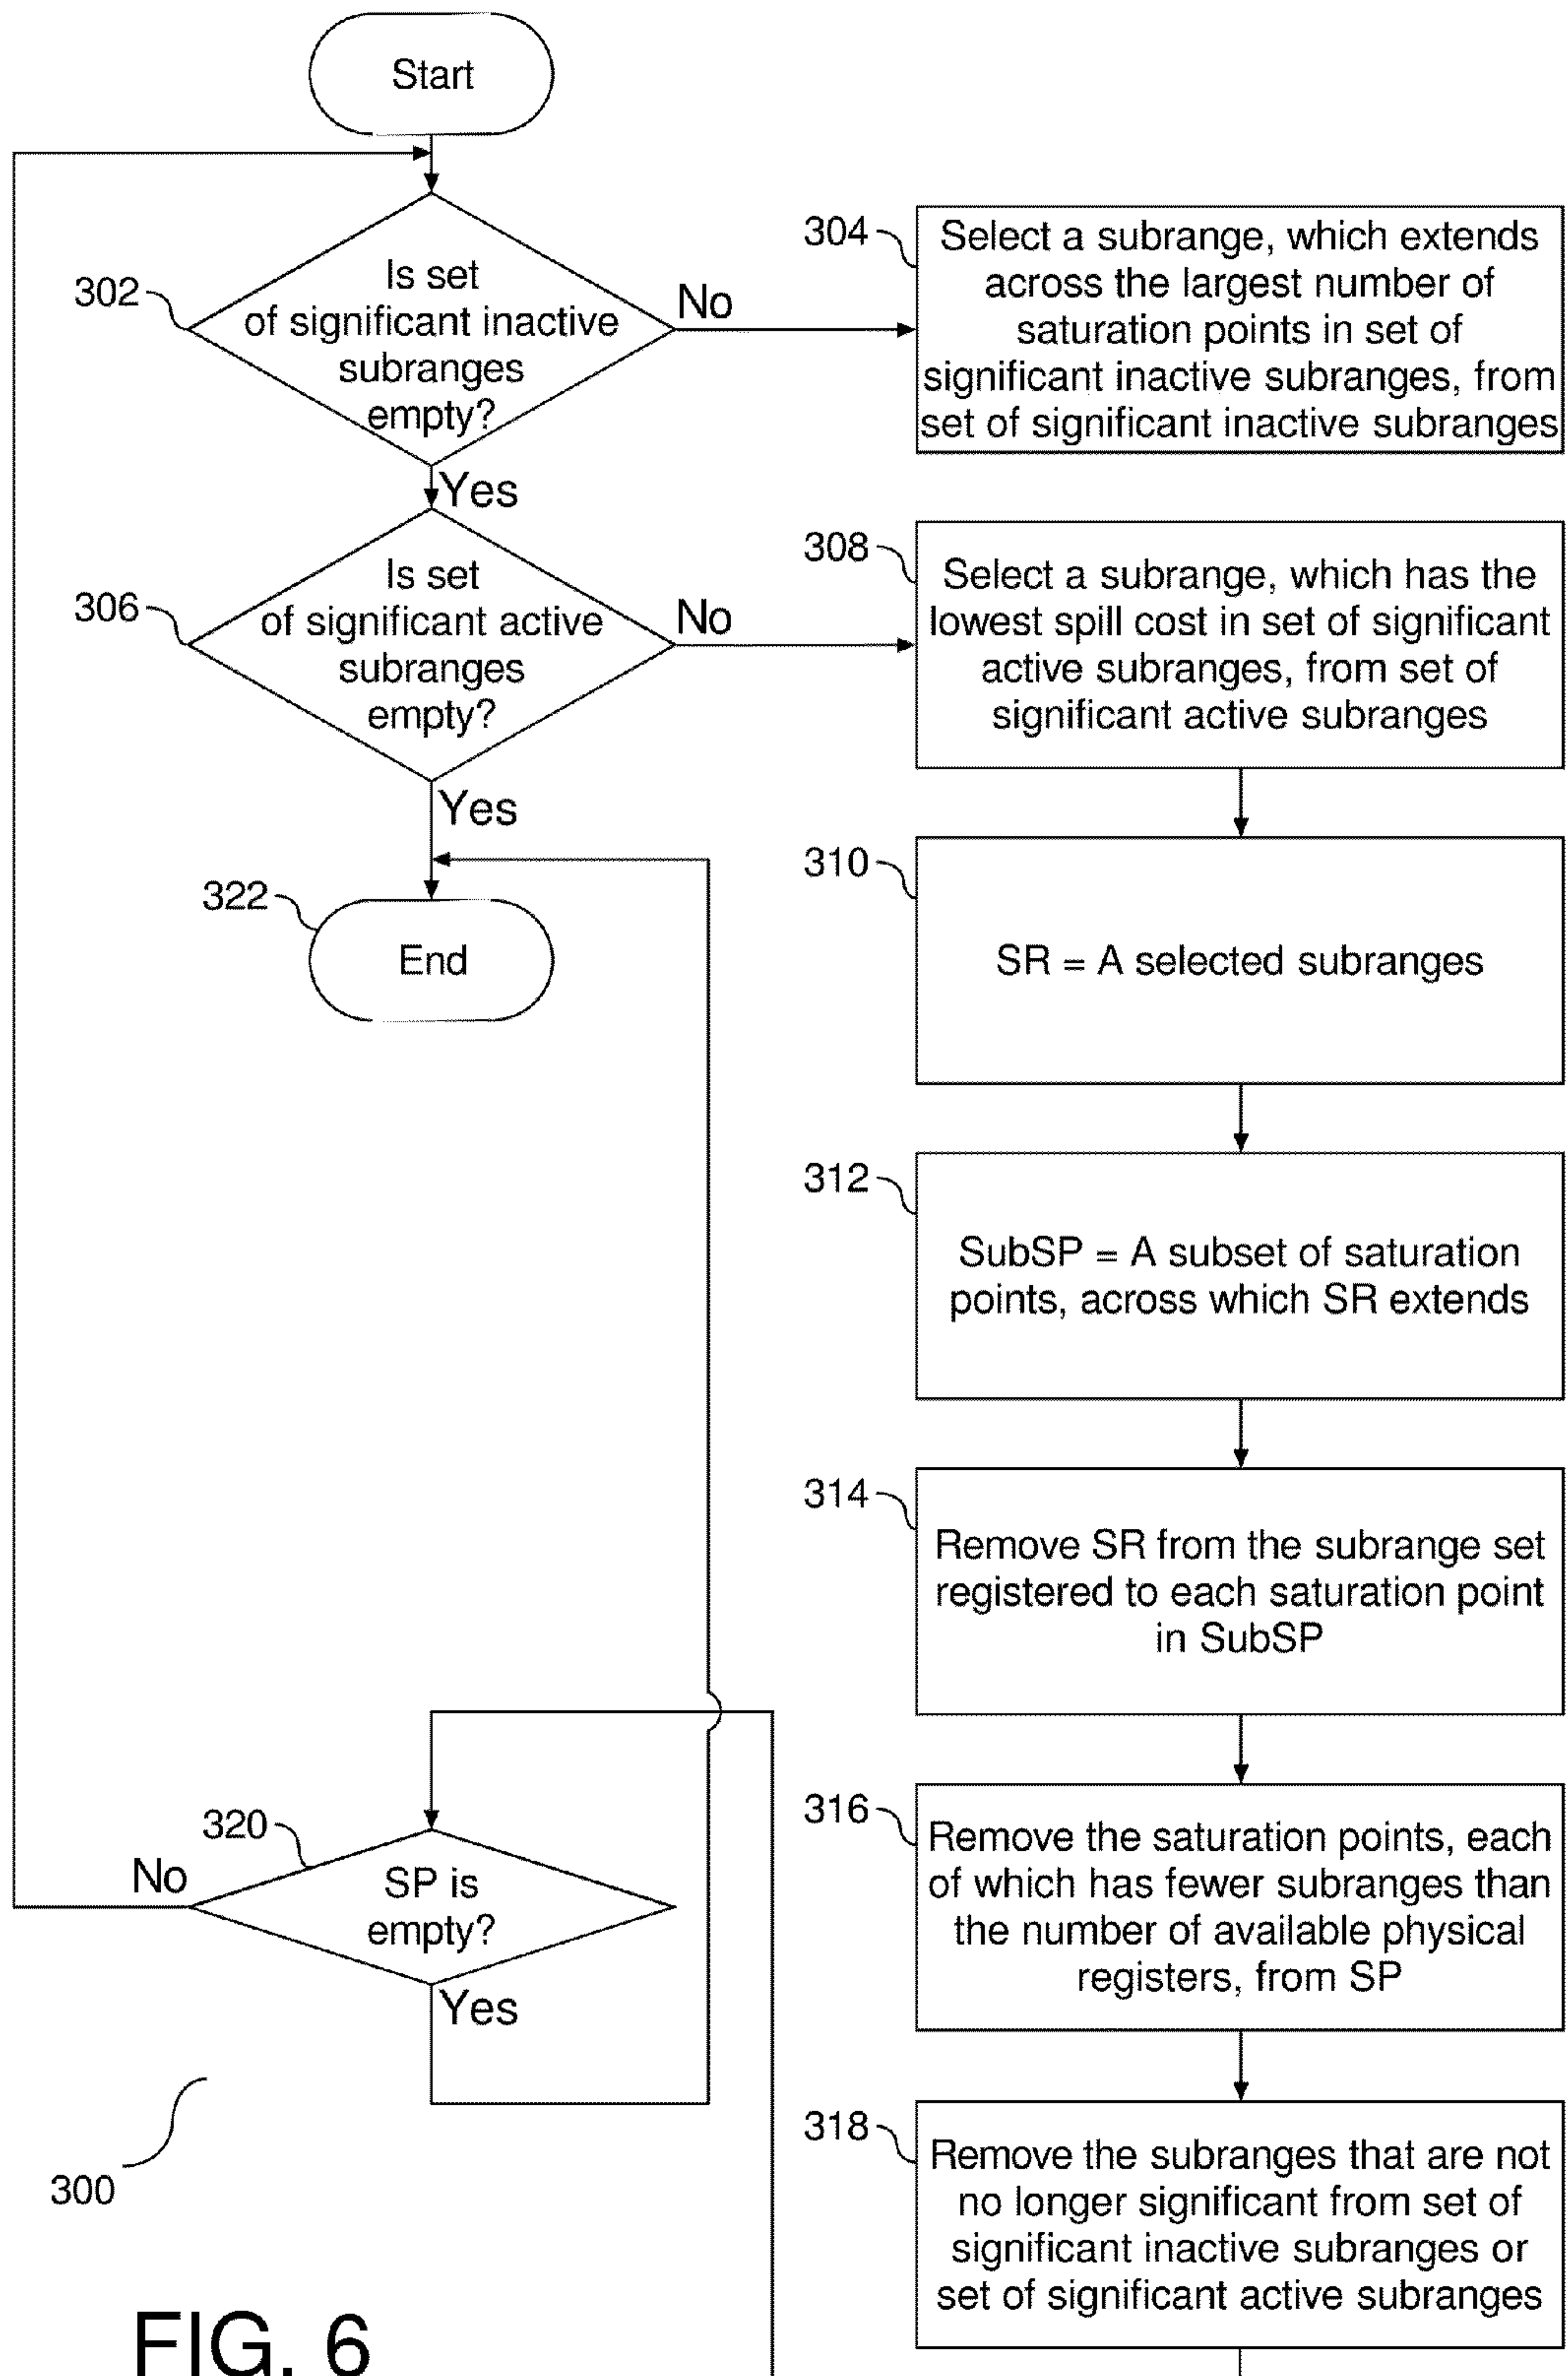 Start
302
Is set
of significant inactive
subranges
empty?
No
Yes
304
Select a subrange, which extends
across the largest number of
saturation points in set of
significant inactive subranges, from
set of significant inactive subranges
306
Is set
of significant active
subranges
empty?
No
Yes
308
Select a subrange, which has the
lowest spill cost in set of significant
active subranges, from set of
significant active subranges
322
End
310
SR = A selected subranges
312
SubSP = A subset of saturation
points, across which SR extends
314
Remove SR from the subrange set
registered to each saturation point
in SubSP
316
Remove the saturation points, each
of which has fewer subranges than
the number of available physical
registers, from SP
318
Remove the subranges that are not
no longer significant from set of
significant inactive subranges or
set of significant active subranges
320
SP is
empty?
No
Yes
300
FIG. 6